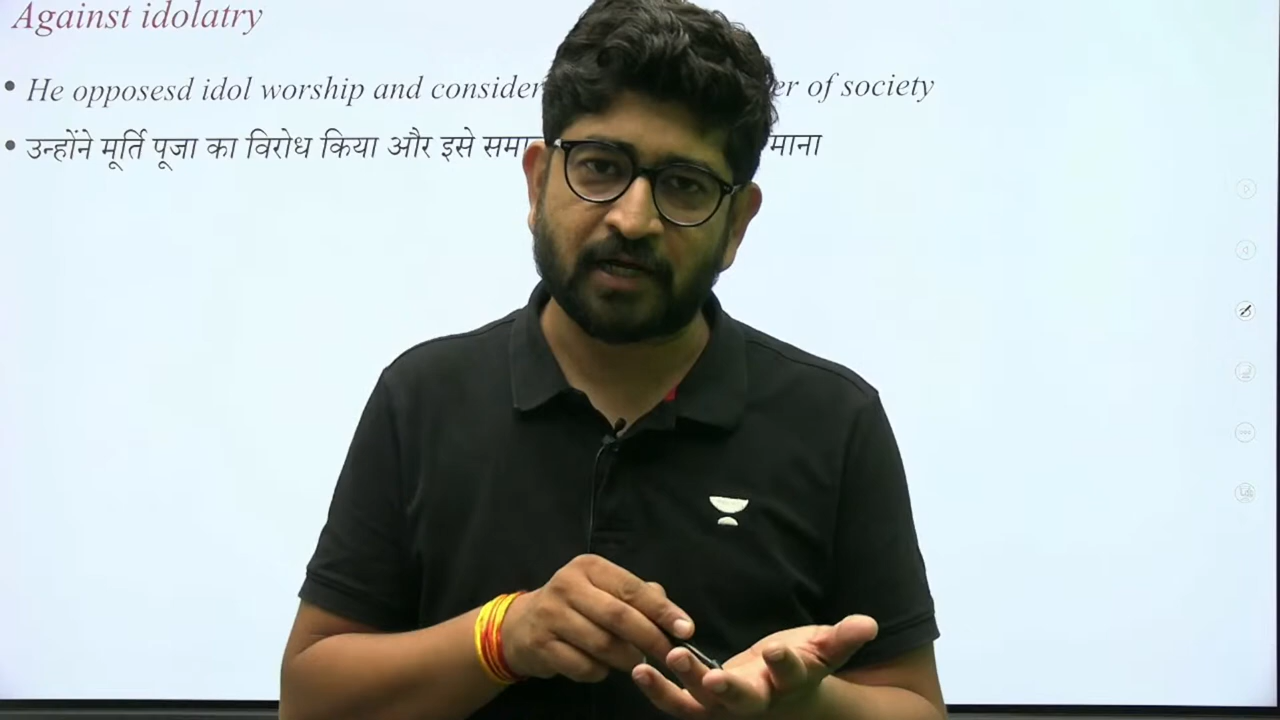 Against idolatry
• He opposesd idol worship and consider er of society
• उन्होंने मूर्ति पूजा का विरोध किया और इसे समा माना